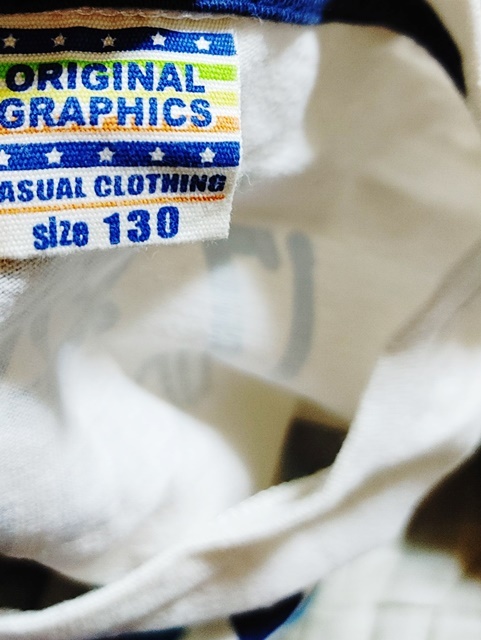 ORIGINAL
GRAPHICS
ASUAL CLOTHING
size 130